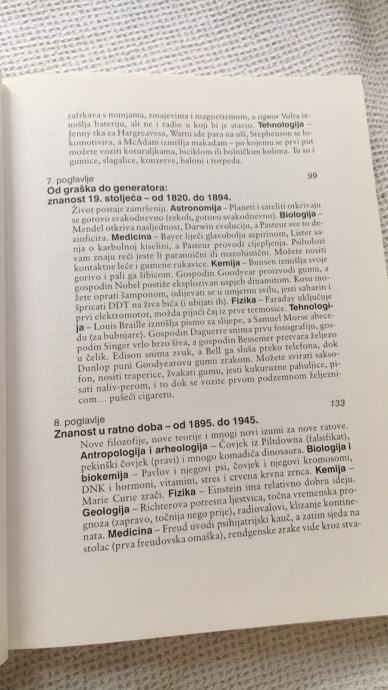 zafrkava s munjama, zmajevima i magnetizmom, a signor Volta iz-
mišlja bateriju, ali ne i radio u koji bi je stavio. Tehnologija –
Jenny tka za Hargreavesa, Wattu ide para na uši, Stephenson se lo-
komotivira, a McAdam izmišlja makadam – po kojemu se prvi put
možete voziti koturaljkama, biciklom ili bolničkim kolima. Tu su i
gumice, slagalice, konzerve, baloni i torpeda.
99
7. poglavlje
Od graška do generatora:
znanost 19. stoljeća – od 1820. do 1894.
Život postaje zamršeniji. Astronomija – Planeti i sateliti otkrivaju
se gotovo svakodnevno (rekoh, gotovo svakodnevno). Biologija –
Mendel otkriva nasljednost, Darwin evoluciju, a Pasteur sve to de-
zinficira. Medicina – Bayer liječi glavobolju aspirinom, Lister sa-
nja o karbolnoj kiselini, a Pasteur provodi cijepljenja. Psiholozi
vam znaju reći jeste li paranoični ili mazohistični. Možete nositi
kontaktne leće i gumene rukavice. Kemija – Bunsen izmišlja svoje
gorivo i pali ga šibicom. Gospodin Goodyear proizvodi gumu, a
gospodin Nobel postiže eksplozivan uspjeh dinamitom. Kosu mo-
žete oprati šamponom, odijevati se u umjetnu svilu, jesti saharin i
špricati DDT na živa bića (i ubijati ih). Fizika – Faraday uključuje
prvi elektromotor, možda pijući čaj iz prve termosice. Tehnologi-
ja – Louis Braille izmišlja pismo za slijepe, a Samuel Morse abece-
du (za bubnjare). Gospodin Daguerre snima prvu fotografiju, gos-
podin Singer vrlo brzo šiva, a gospodin Bessemer pretvara željezo
u čelik. Edison snima zvuk, a Bell ga sluša preko telefona, dok
Dunlop puni Goodyearovu gumu zrakom. Možete svirati sakso-
fon, nositi traperice, žvakati gumu, jesti kukuruzne pahuljice, pi-
sati naliv-perom, i to dok se vozite prvom podzemnom željezni-
com… pušeći cigaretu.
133
8. poglavlje
Znanost u ratno doba – od 1895. do 1945.
Nove filozofije, nove teorije i mnogi novi izumi za nove ratove.
Antropologija i arheologija – Čovjek iz Piltdowna (falsifikat),
pekinški čovjek (pravi) i mnogo komadića dinosaura. Biologija i
biokemija – Pavlov i njegovi psi, čovjek i njegovi kromosomi,
DNK i hormoni, vitamini, stres i crvena krvna zrnca. Kemija –
Marie Curie zrači. Fizika – Einstein ima relativno dobru ideju.
Geologija – Richterova potresna ljestvica, točna vremenska pro-
gnoza (zapravo, točnija nego prije), radiovalovi, klizanje kontine-
nata. Medicina – Freud uvodi psihijatrijski kauč, a zatim sjeda na
stolac (prva freudovska omaška), rendgenske zrake vide kroz stva-